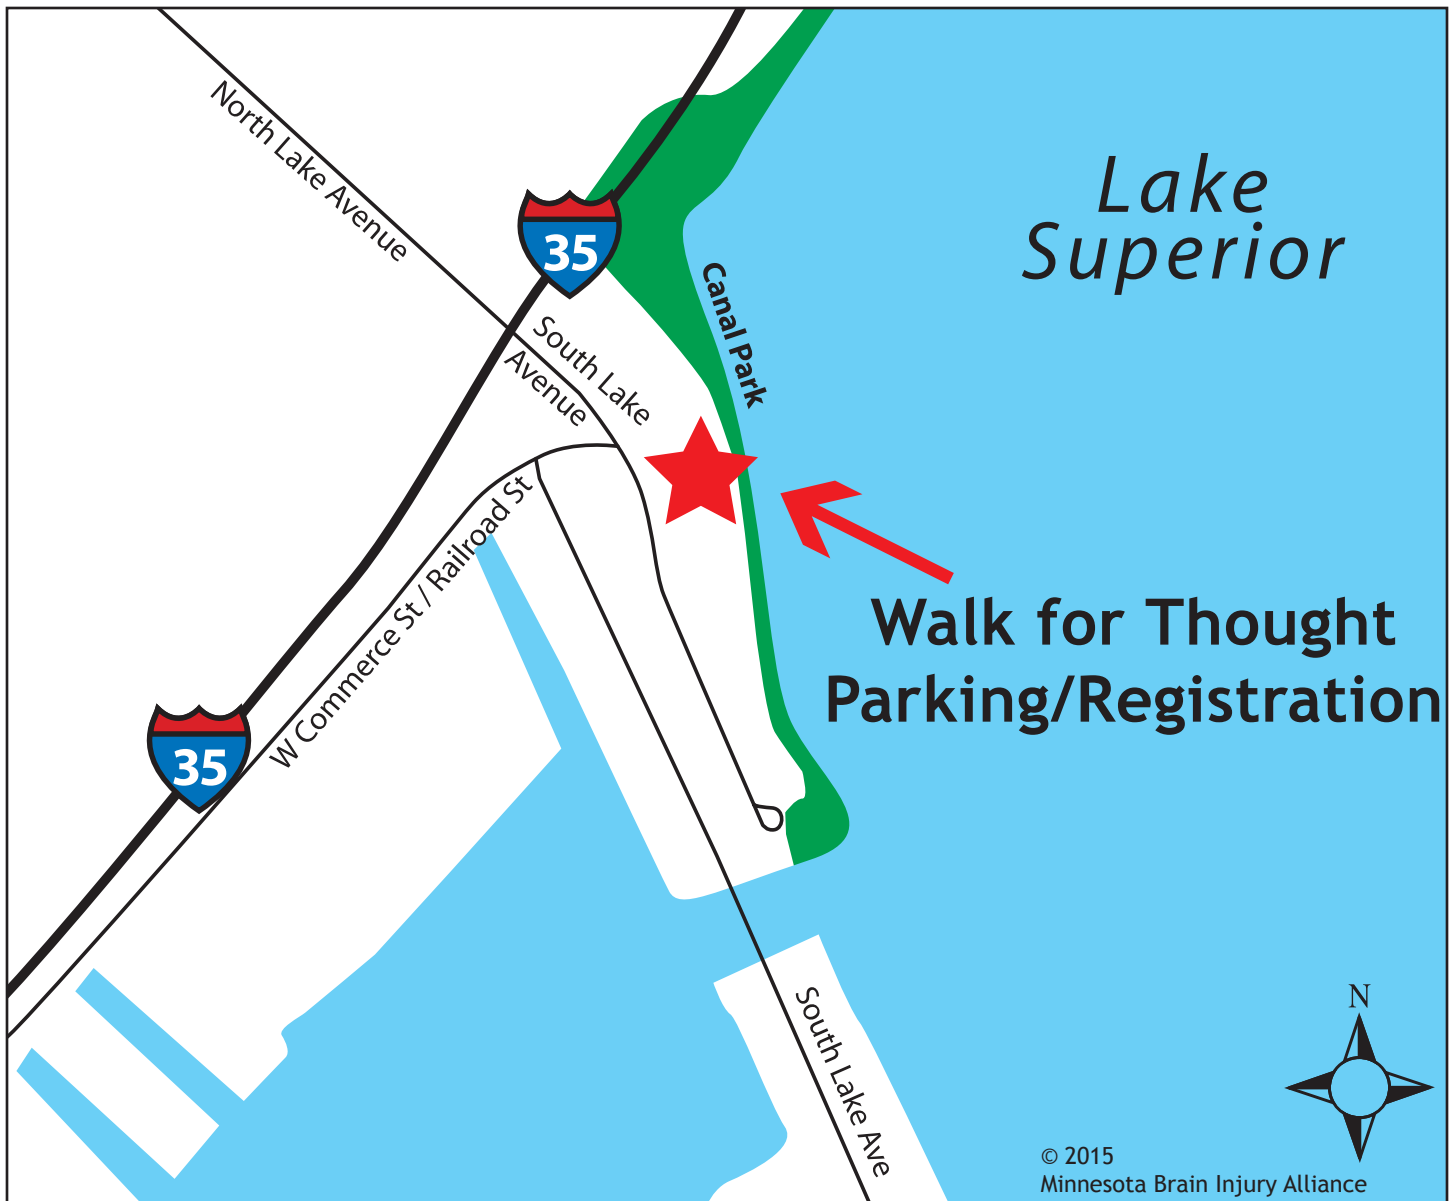 North Lake Avenue
35
Lake
Superior
Canal Park
South Lake
Avenue
W Commerce St / Railroad St
Walk for Thought
Parking/Registration
35
South Lake Ave
N
© 2015
Minnesota Brain Injury Alliance